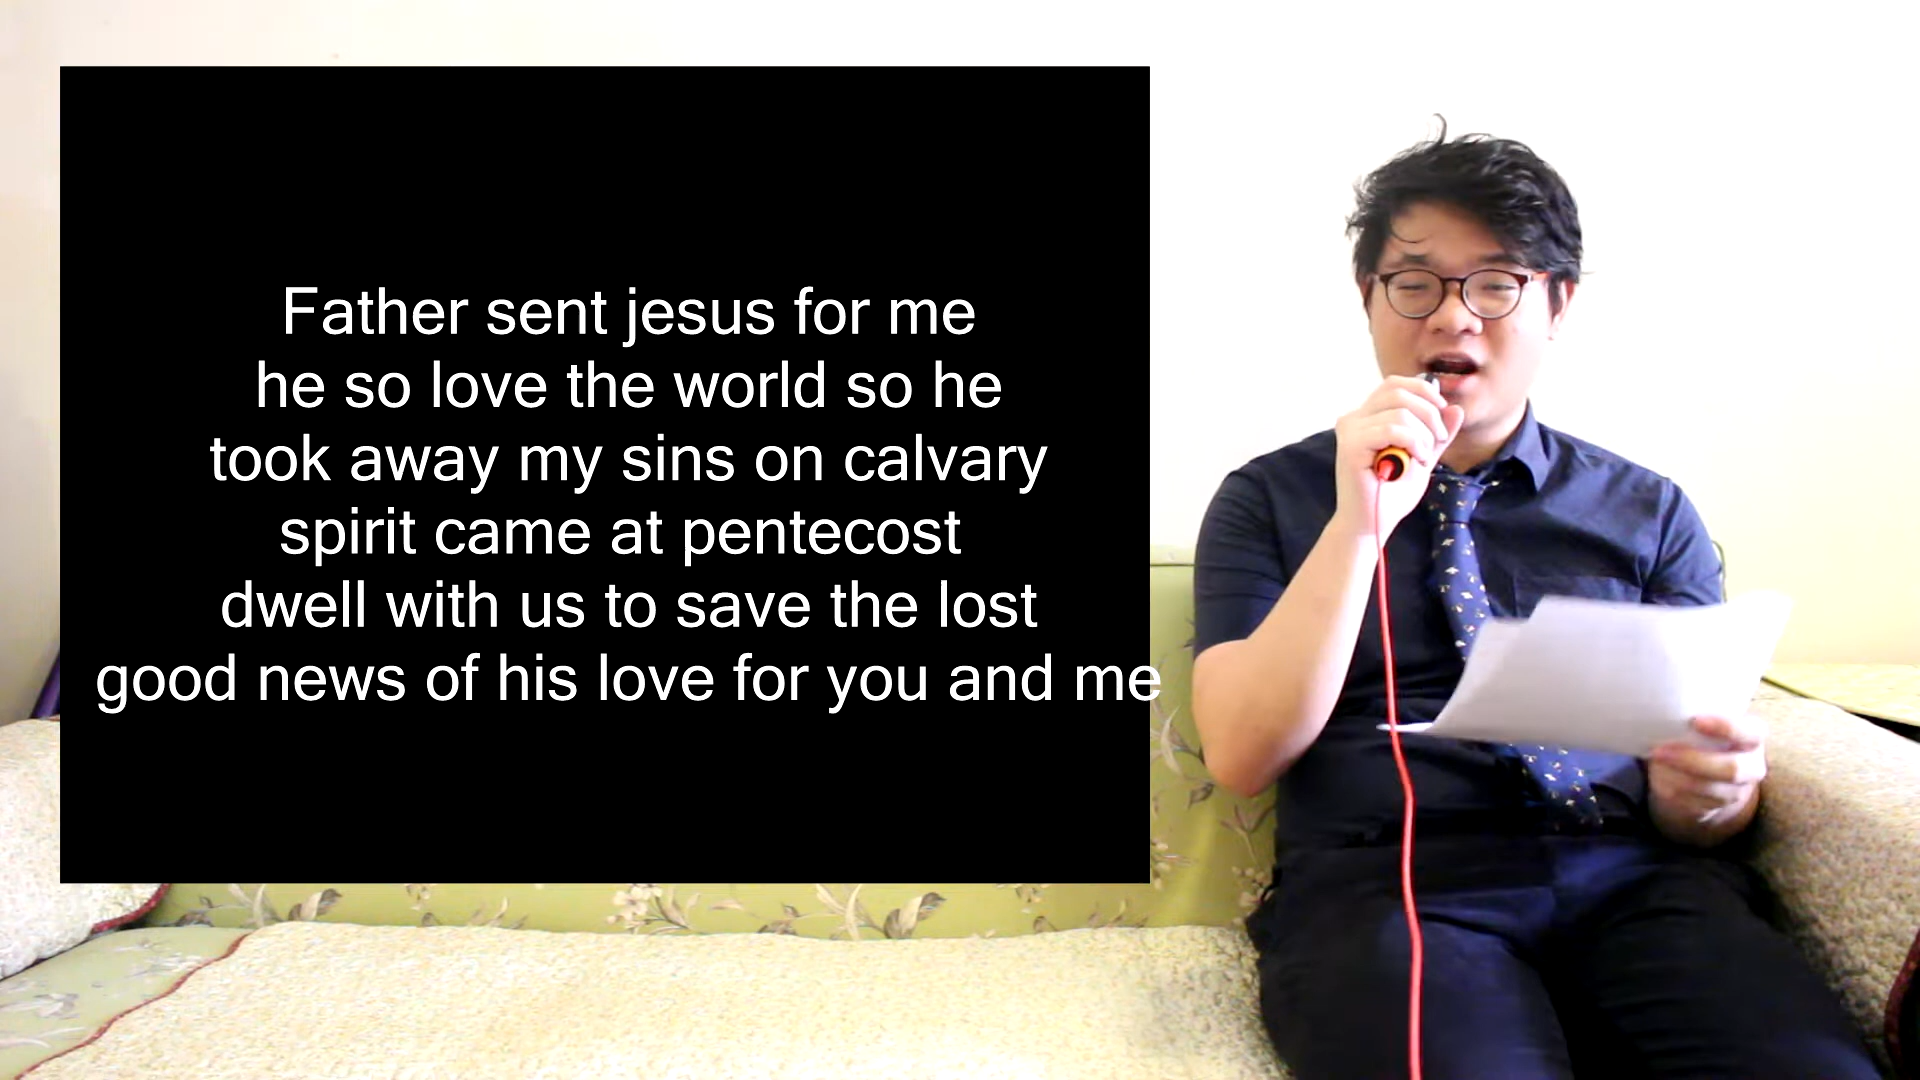 Father sent jesus for me
he so love the world so he
took away my sins on calvary
spirit came at pentecost
dwell with us to save the lost
good news of his love for you and me